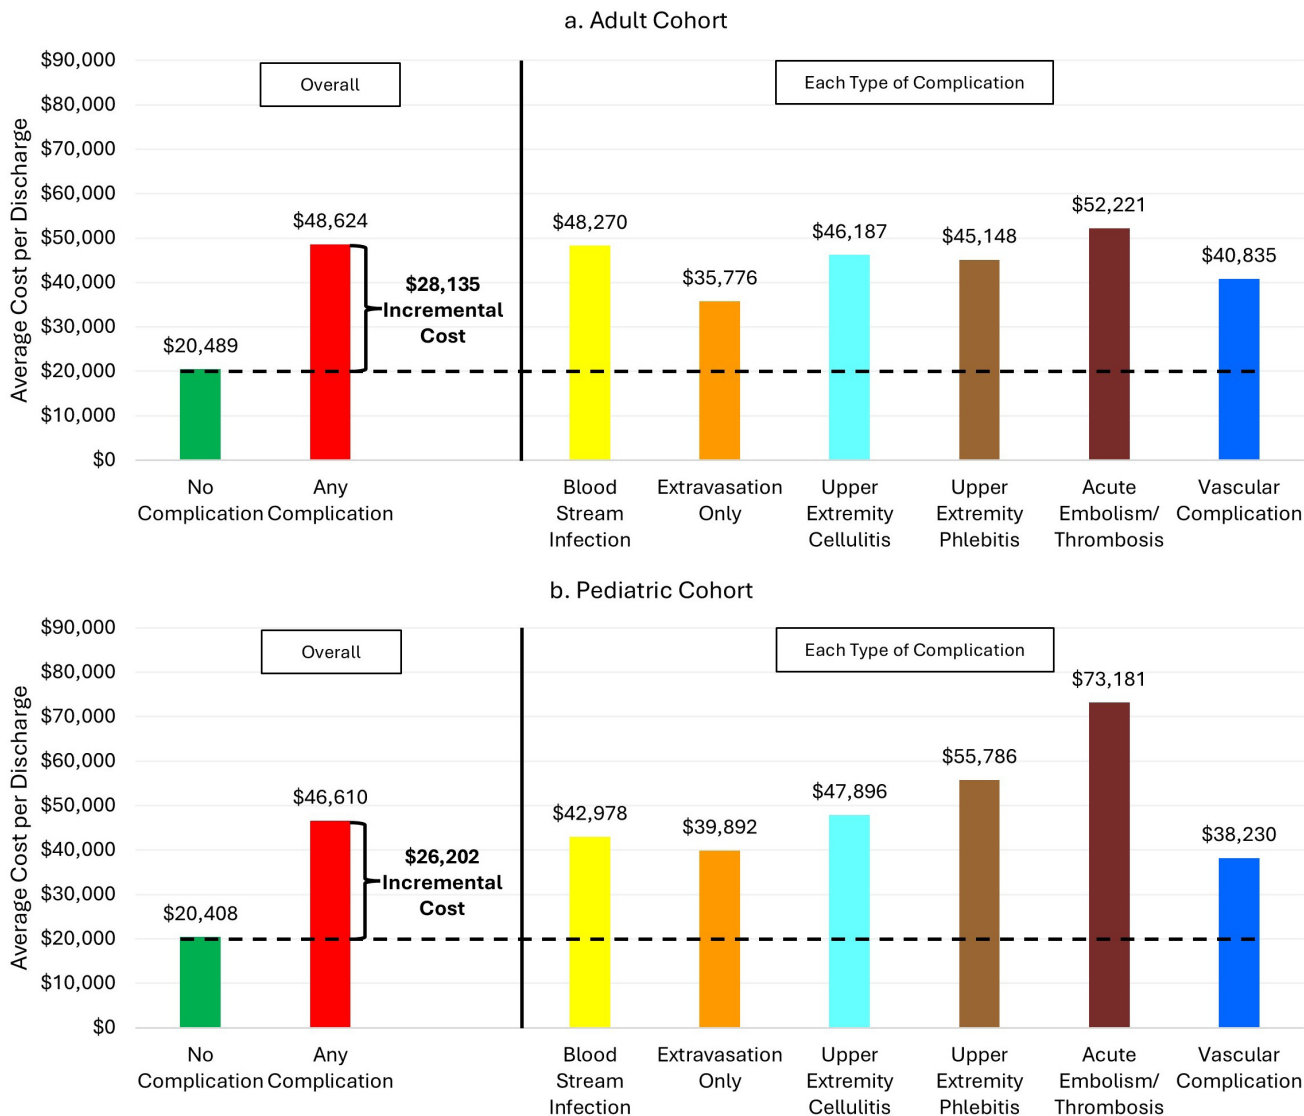 a. Adult Cohort
Average Cost per Discharge
$90,000
$80,000
$70,000
$60,000
$50,000
$40,000
$30,000
$20,000
$10,000
$0
Overall
Each Type of Complication
$20,489
$48,624
$28,135
Incremental
Cost
$48,270
$35,776
$46,187
$45,148
$52,221
$40,835
No
Complication
Any
Complication
Blood
Stream
Infection
Extravasation
Only
Upper
Extremity
Cellulitis
Upper
Extremity
Phlebitis
Acute
Embolism/
Thrombosis
Vascular
Complication
b. Pediatric Cohort
Average Cost per Discharge
$90,000
$80,000
$70,000
$60,000
$50,000
$40,000
$30,000
$20,000
$10,000
$0
Overall
Each Type of Complication
$20,408
$46,610
$26,202
Incremental
Cost
$42,978
$39,892
$47,896
$55,786
$73,181
$38,230
No
Complication
Any
Complication
Blood
Stream
Infection
Extravasation
Only
Upper
Extremity
Cellulitis
Upper
Extremity
Phlebitis
Acute
Embolism/
Thrombosis
Vascular
Complication